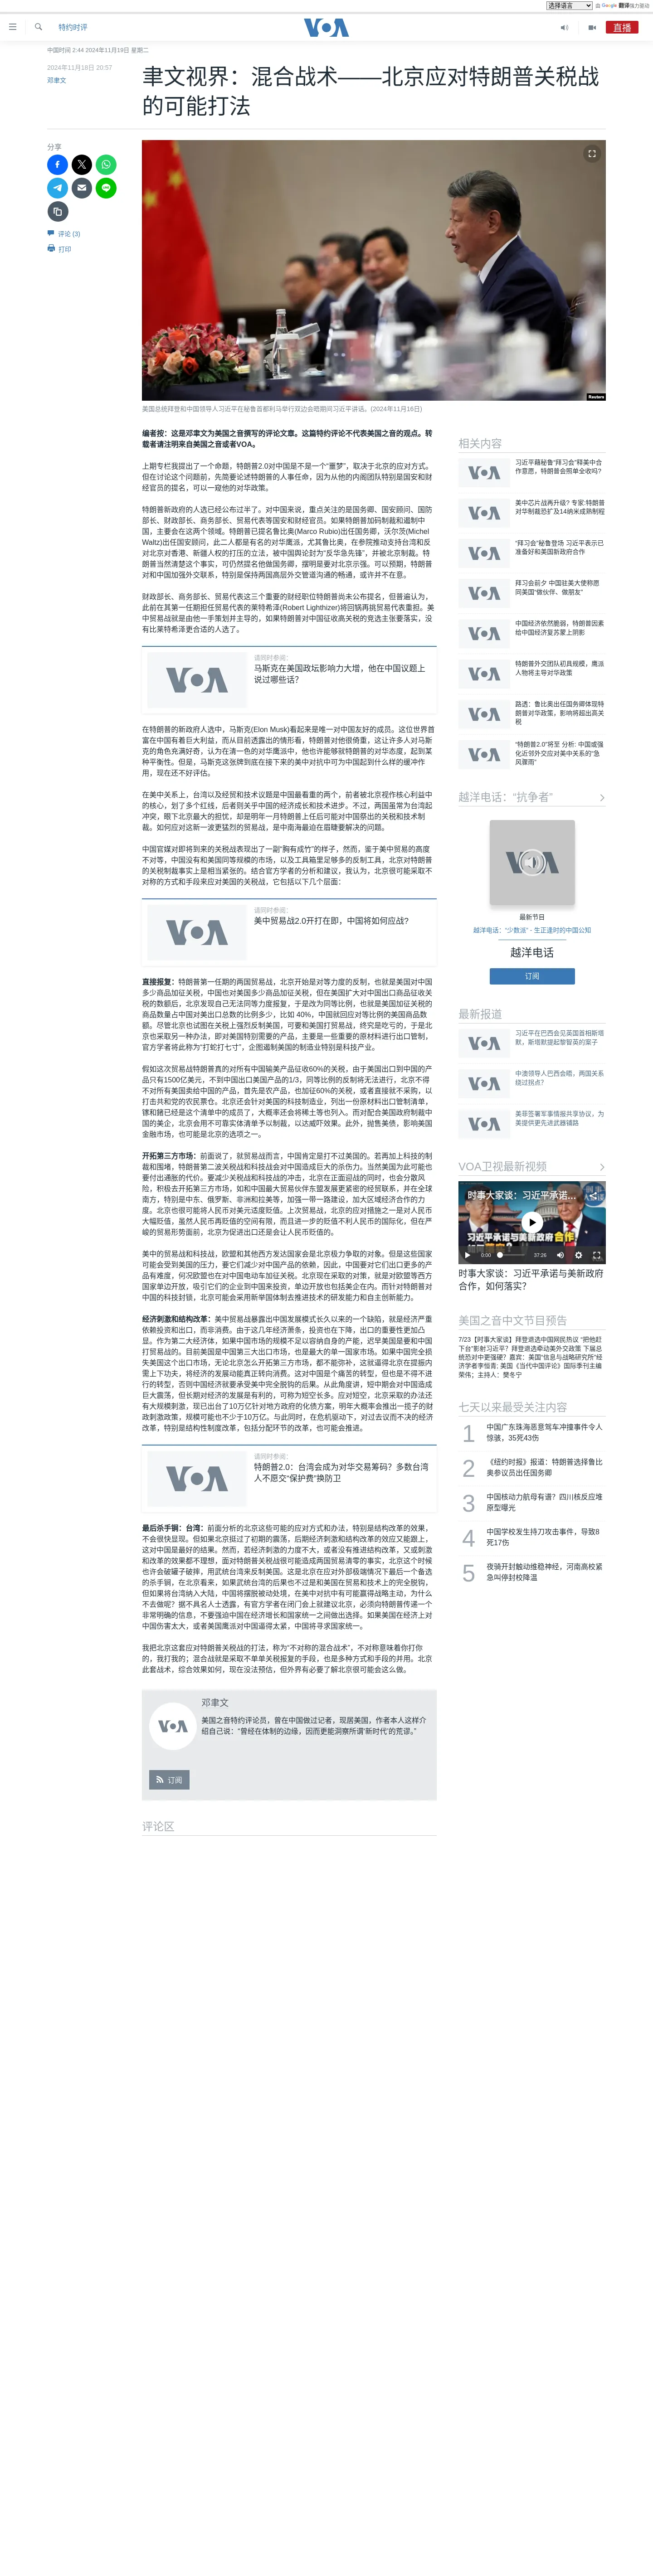 选择语言 由 Google 翻译强力驱动
特约时评
VOA
直播
中国时间 2:44 2024年11月19日 星期二
2024年11月18日 20:57
邓聿文
聿文视界：混合战术——北京应对特朗普关税战
的可能打法
分享
评论 (3)
打印
Reuters
美国总统拜登和中国领导人习近平在秘鲁首都利马举行双边会晤期间习近平讲话。(2024年11月16日)
编者按：这是邓聿文为美国之音撰写的评论文章。这篇特约评论不代表美国之音的观点。转
载者请注明来自美国之音或者VOA。
上期专栏我提出了一个命题，特朗普2.0对中国是不是一个“噩梦”，取决于北京的应对方式。
但在讨论这个问题前，先简要论述特朗普的人事任命，因为从他的内阁团队特别是国安和财
经官员的提名，可以一窥他的对华政策。
特朗普新政府的人选已经公布过半了。对中国来说，重点关注的是国务卿、国安顾问、国防
部长、财政部长、商务部长、贸易代表等国安和财经官员。如果特朗普加码制裁和遏制中
国，主要会在这两个领域。特朗普已提名鲁比奥(Marco Rubio)出任国务卿，沃尔茨(Michel
Waltz)出任国安顾问，此二人都是有名的对华鹰派，尤其鲁比奥，在参院推动支持台湾和反
对北京对香港、新疆人权的打压的立法，被中国舆论封为“反华急先锋”，并被北京制裁。特
朗普当然清楚这个事实，可仍然提名他做国务卿，摆明是要对北京示强。可以预期，特朗普
对和中国加强外交联系，特别是保持两国高层外交管道沟通的畅通，或许并不在意。
财政部长、商务部长、贸易代表这三个重要的财经职位特朗普尚未公布提名，但普遍认为，
此前在其第一任期担任贸易代表的莱特希泽(Robert Lighthizer)将回锅再挑贸易代表重担。美
中贸易战就是由他一手策划并主导的，如果特朗普对中国征收高关税的竞选主张要落实，没
有比莱特希泽更合适的人选了。
请同时参阅：
马斯克在美国政坛影响力大增，他在中国议题上
说过哪些话？
在特朗普的新政府人选中，马斯克(Elon Musk)看起来是唯一对中国友好的成员。这位世界首
富在中国有着巨大利益，而从目前透露出的情形看，特朗普对他很倚重，这让许多人对马斯
克的角色充满好奇，认为在清一色的对华鹰派中，他也许能够就特朗普的对华态度，起到某
种平衡性。但是，马斯克这张牌到底在接下来的美中对抗中可为中国起到什么样的缓冲作
用，现在还不好评估。
在美中关系上，台湾以及经贸和技术议题是中国最看重的两个，前者被北京视作核心利益中
的核心，划了多个红线，后者则关乎中国的经济成长和技术进步。不过，两国虽常为台湾起
冲突，眼下北京最大的担忧，却是明年一月特朗普上任后可能对中国祭出的关税和技术制
裁。如何应对这新一波更猛烈的贸易战，是中南海最迫在眉睫要解决的问题。
中国官媒对即将到来的关税战表现出了一副“胸有成竹”的样子，然而，鉴于美中贸易的高度
不对等，中国没有和美国同等规模的市场，以及工具箱里足够多的反制工具，北京对特朗普
的关税制裁事实上是相当紧张的。结合官方学者的分析和建议，我认为，北京很可能采取不
对称的方式和手段来应对美国的关税战，它包括以下几个层面：
请同时参阅：
美中贸易战2.0开打在即，中国将如何应战？
直接报复：特朗普第一任期的两国贸易战，北京开始是对等力度的反制，也就是美国对中国
多少商品加征关税，中国也对美国多少商品加征关税，但在美国扩大对中国出口商品征收关
税的数额后，北京发现自己无法同等力度报复，于是改为同等比例，也就是美国加征关税的
商品数量占中国对美出口总数的比例多少，比如 40%，中国就回应对等比例的美国商品数
额。尽管北京也试图在关税上强烈反制美国，可要和美国打贸易战，终究是吃亏的，于是北
京也采取另一种办法，即对美国特别需要的产品，主要是一些重要的原材料进行出口管制，
官方学者将此称为“打蛇打七寸”，企图遏制美国的制造业特别是科技产业。
假如这次贸易战特朗普真的对所有中国输美产品征收60%的关税，由于美国出口到中国的产
品只有1500亿美元，不到中国出口美国产品的1/3，同等比例的反制将无法进行，北京不得
不对所有美国卖给中国的产品，首先是农产品，也加征60%的关税，或者直接就不采购，以
打击共和党的农民票仓。北京还会针对美国的科技制造业，列出一份原材料出口管制清单，
镓和锗已经是这个清单中的成员了，大概率还会将稀土等也列入。而对配合美国政府制裁中
国的美企，北京会用不可靠实体清单予以制裁，以达威吓效果。此外，抛售美债，影响美国
金融市场，也可能是北京的选项之一。
开拓第三方市场：前面说了，就贸易战而言，中国肯定是打不过美国的。若再加上科技的制
裁和围堵，特朗普第二波关税战和科技战会对中国造成巨大的杀伤力。当然美国为此可能也
要付出通胀的代价。要减少关税战和科技战的冲击，北京在正面迎战的同时，也会分散风
险，积极去开拓第三方市场，如和中国最大贸易伙伴东盟发展更紧密的经贸联系，并在全球
南方，特别是中东、俄罗斯、非洲和拉美等，加强一带一路建设，加大区域经济合作的力
度。北京也很可能将人民币对美元适度贬值。上次贸易战，北京的应对措施之一是对人民币
大幅贬值，虽然人民币再贬值的空间有限，而且进一步的贬值不利人民币的国际化，但在严
峻的贸易形势面前，北京为促进出口还是会让人民币贬值的。
美中的贸易战和科技战，欧盟和其他西方发达国家会是北京极力争取的对象。但是这些国家
可能会受到美国的压力，要它们减少对中国产品的依赖，因此，中国要对它们出口更多的产
品有难度，何况欧盟也在对中国电动车加征关税。北京现在采取的对策，就是对欧盟等西方
国家单边开放，吸引它们的企业到中国来投资，单边开放也包括美企在内。而针对特朗普对
中国的科技封锁，北京可能会采用新举国体制去推进技术的研发能力和自主创新能力。
经济刺激和结构改革：美中贸易战暴露出中国发展模式长久以来的一个缺陷，就是经济严重
依赖投资和出口，而非消费。由于这几年经济萧条，投资也在下降，出口的重要性更加凸
显。作为第二大经济体，如果中国市场的规模不足以容纳自身的产能，迟早美国是要和中国
打贸易战的。目前美国是中国第三大出口市场，也是最大的单一国家市场。如果中国完全损
失美国这个出口市场，无论北京怎么开拓第三方市场，都不能弥补，这就逼得北京在提振内
需上下功夫，将经济的发展动能真正转向消费。这对中国是个痛苦的转型，但也是不得不进
行的转型，否则中国经济就要承受美中完全脱钩的后果。从此角度讲，短中期会对中国造成
巨大震荡，但长期对经济的发展是有利的，可称为短空长多。应对短空，北京采取的办法还
有大规模刺激，现已出台了10万亿针对地方政府的化债方案，明年大概率会推出一揽子的财
政刺激政策，规模可能也不少于10万亿。与此同时，在危机驱动下，对过去议而不决的经济
改革，特别是结构性制度改革，包括分配环节的改革，也可能会推进。
请同时参阅：
特朗普2.0：台湾会成为对华交易筹码？多数台湾
人不愿交“保护费”换防卫
最后杀手锏：台湾：前面分析的北京这些可能的应对方式和办法，特别是结构改革的效果，
不会很快显现。但如果北京挺过了初期的震荡，后期经济刺激和结构改革的效应又能跟上，
这对中国是最好的结果。然而，若经济刺激的力度不大，或者没有推进结构改革，又或刺激
和改革的效果都不理想，面对特朗普关税战很可能造成两国贸易清零的事实，北京这个时候
也许会破罐子破摔，用武统台湾来反制美国。这是北京在应对外部极端情况下最后一个备选
的杀手锏，在北京看来，如果武统台湾的后果也不过是和美国在贸易和技术上的完全脱钩，
但如果将台湾纳入大陆，中国将被动化为战略主动，在美中对抗中有可能赢得战略主动，为什么
不去做呢？据不具名人士透露，有官方学者在闭门会上就建议北京，必须向特朗普传递一个
非常明确的信息，不要强迫中国在经济增长和国家统一之间做出选择。如果美国在经济上对
中国伤害太大，或者美国鹰派对中国逼得太紧，中国将寻求国家统一。
我把北京这套应对特朗普关税战的打法，称为“不对称的混合战术”，不对称意味着你打你
的，我打我的；混合战就是采取不单单关税报复的手段，也是多种方式和手段的并用。北京
此套战术，综合效果如何，现在没法预估，但外界有必要了解北京很可能会这么做。
邓聿文
美国之音特约评论员，曾在中国做过记者，现居美国，作者本人这样介
绍自己说：“曾经在体制的边缘，因而更能洞察所谓‘新时代’的荒谬。”
订阅
评论区
相关内容
习近平藉秘鲁“拜习会”释美中合
作意愿，特朗普会照单全收吗?
美中芯片战再升级? 专家:特朗普
对华制裁恐扩及14纳米成熟制程
“拜习会”秘鲁登场 习近平表示已
准备好和美国新政府合作
拜习会前夕 中国驻美大使称愿
同美国“做伙伴、做朋友”
中国经济依然脆弱，特朗普因素
给中国经济复苏蒙上阴影
特朗普外交团队初具规模，鹰派
人物将主导对华政策
路透：鲁比奥出任国务卿体现特
朗普对华政策，影响将超出高关
税
“特朗普2.0”将至 分析: 中国或强
化近邻外交应对美中关系的“急
风骤雨”
越洋电话：“抗争者”
最新节目
越洋电话：“少数派” - 生正逢时的中国公知
越洋电话
订阅
最新报道
习近平在巴西会见英国首相斯塔
默，斯塔默提起黎智英的案子
中澳领导人巴西会晤，两国关系
绕过拐点？
美菲签署军事情报共享协议，为
美提供更先进武器铺路
VOA卫视最新视频
时事大家谈：习近平承诺...
习近平承诺与美新政府合作
0:00 37:26
时事大家谈：习近平承诺与美新政府
合作，如何落实？
美国之音中文节目预告
7/23【时事大家谈】拜登退选中国网民热议 “把他赶
下台”影射习近平？拜登退选牵动美外交政策 下届总
统恐对中更强硬？嘉宾：美国“信息与战略研究所”经
济学者李恒青; 美国《当代中国评论》国际季刊主编
荣伟；主持人：樊冬宁
七天以来最受关注内容
1 中国广东珠海恶意驾车冲撞事件令人
惊骇，35死43伤
2 《纽约时报》报道：特朗普选择鲁比
奥参议员出任国务卿
3 中国核动力航母有谱？四川核反应堆
原型曝光
4 中国学校发生持刀攻击事件，导致8
死17伤
5 夜骑开封触动维稳神经，河南高校紧
急叫停封校降温